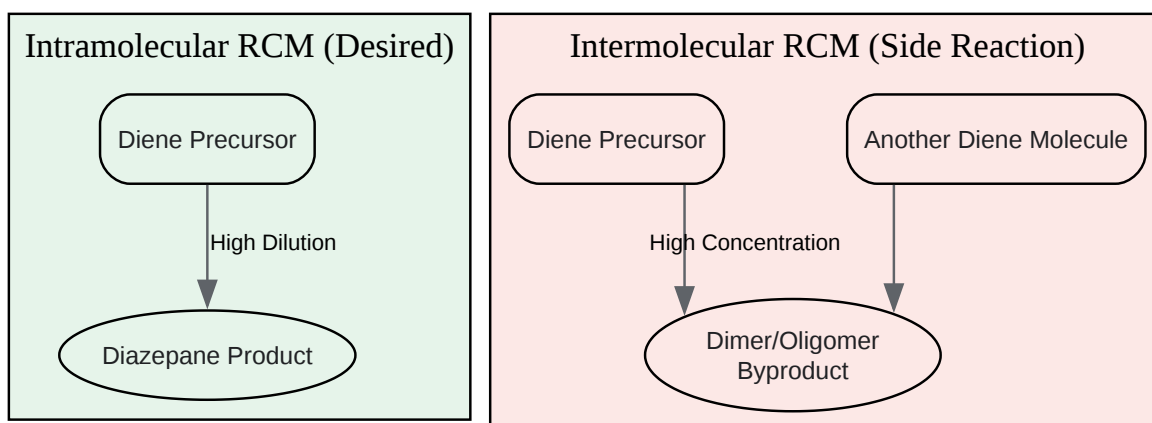 Intramolecular RCM (Desired)
Diene Precursor
High Dilution
Diazepane Product
Intermolecular RCM (Side Reaction)
Diene Precursor
Another Diene Molecule
High Concentration
Dimer/Oligomer
Byproduct